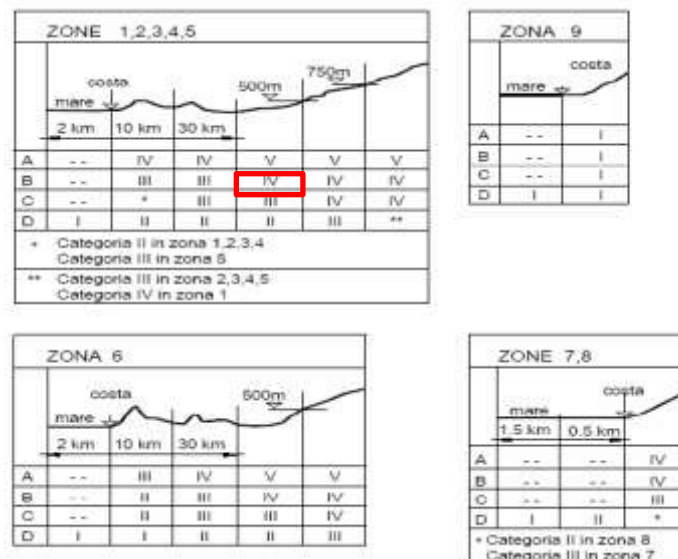 ZONE 1,2,3,4,5
costa
mare
500m
750m
2 km 10 km 30 km
A -- IV IV V V V
B -- III III IV IV IV
C -- * III III IV IV
D I II II II III **
* Categoria II in zona 1,2,3,4
Categoria III in zona 5
** Categoria III in zona 2,3,4,5
Categoria IV in zona 1
ZONA 9
costa
mare
A -- I
B -- I
C -- I
D I I
ZONA 6
costa
mare
500m
2 km 10 km 30 km
A -- III IV V V
B -- II III IV IV
C -- II III III IV
D I I II II III
ZONE 7,8
costa
mare
1.5 km 0.5 km
A -- -- IV
B -- -- IV
C -- -- III
D I II *
* Categoria II in zona 8
Categoria III in zona 7